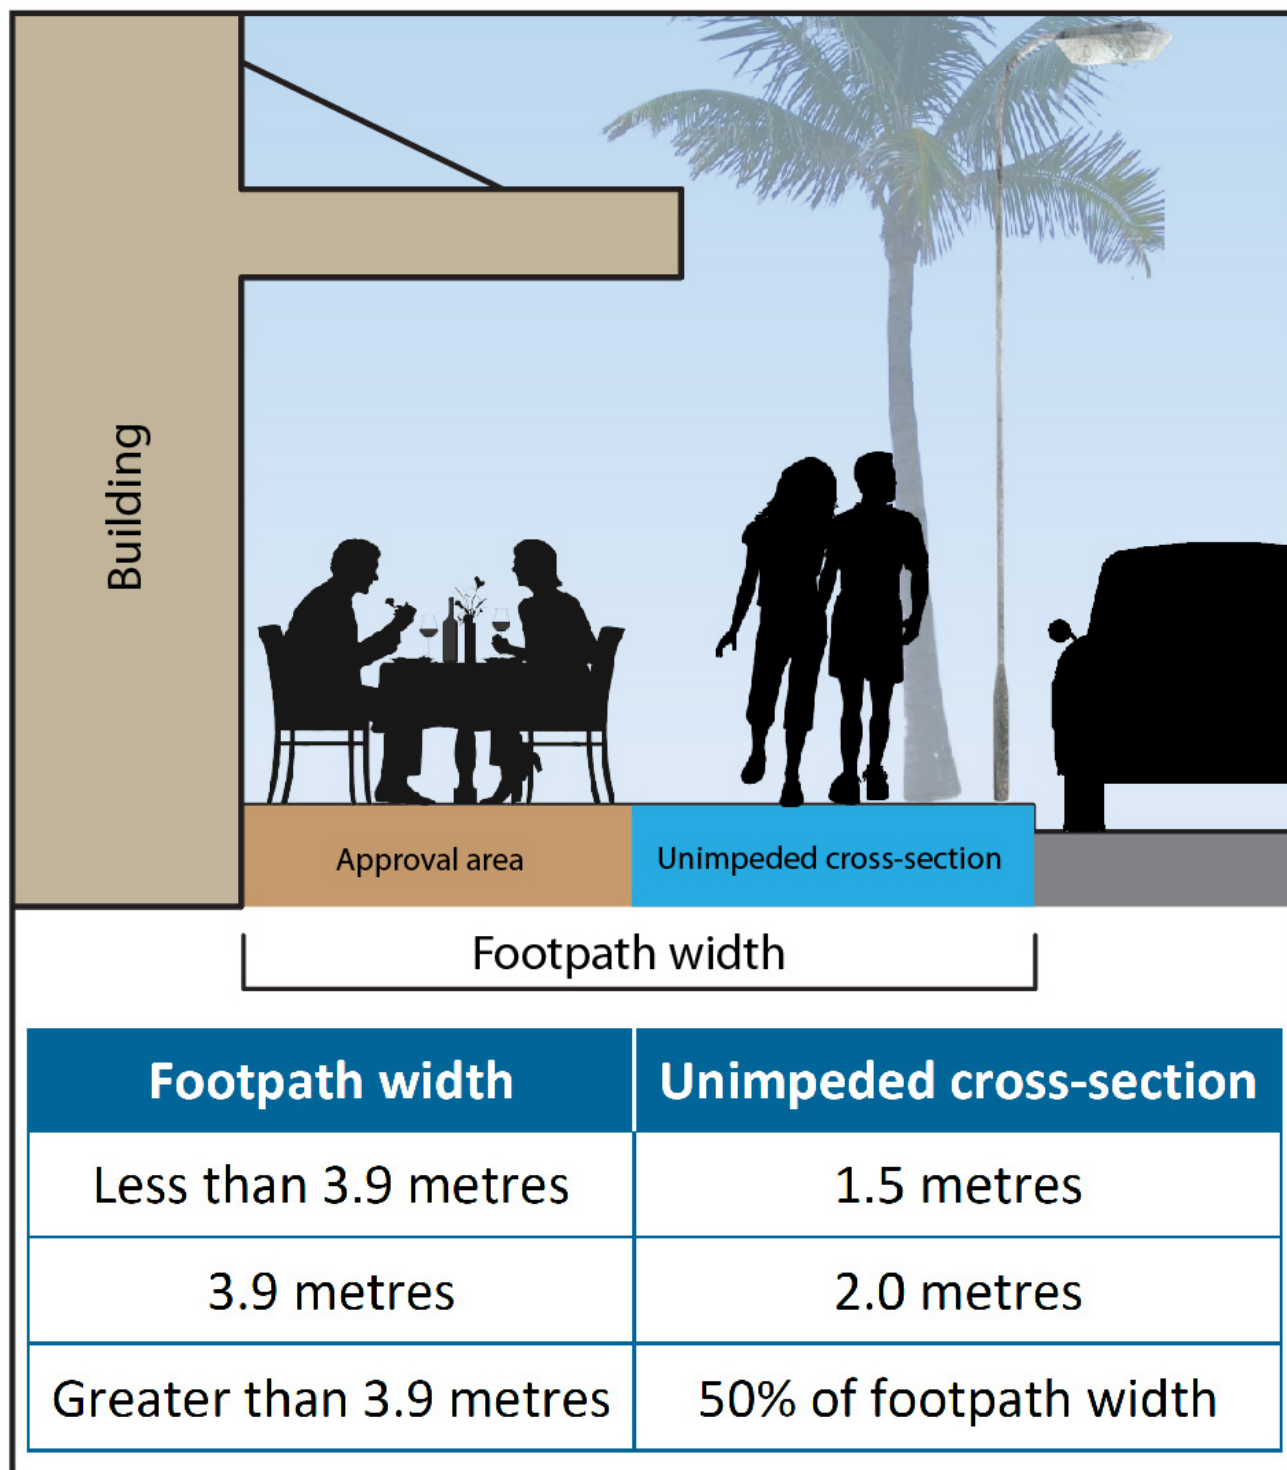 Building
Approval area
Unimpeded cross-section
Footpath width
Footpath width
Unimpeded cross-section
Less than 3.9 metres
1.5 metres
3.9 metres
2.0 metres
Greater than 3.9 metres
50% of footpath width